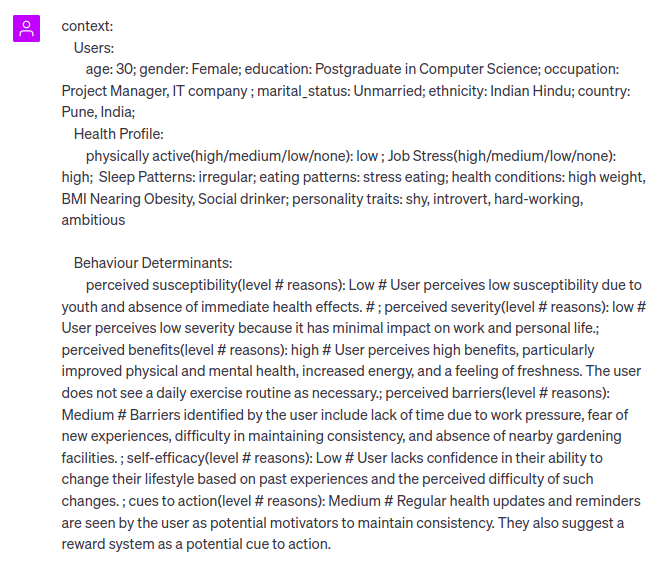 context:
Users:
age: 30; gender: Female; education: Postgraduate in Computer Science; occupation:
Project Manager, IT company ; marital_status: Unmarried; ethnicity: Indian Hindu; country:
Pune, India;
Health Profile:
physically active(high/medium/low/none): low ; Job Stress(high/medium/low/none):
high;  Sleep Patterns: irregular; eating patterns: stress eating; health conditions: high weight,
BMI Nearing Obesity, Social drinker; personality traits: shy, introvert, hard-working,
ambitious
Behaviour Determinants:
perceived susceptibility(level # reasons): Low # User perceives low susceptibility due to
youth and absence of immediate health effects. # ; perceived severity(level # reasons): low #
User perceives low severity because it has minimal impact on work and personal life.;
perceived benefits(level # reasons): high # User perceives high benefits, particularly
improved physical and mental health, increased energy, and a feeling of freshness. The user
does not see a daily exercise routine as necessary.; perceived barriers(level # reasons):
Medium # Barriers identified by the user include lack of time due to work pressure, fear of
new experiences, difficulty in maintaining consistency, and absence of nearby gardening
facilities. ; self-efficacy(level # reasons): Low # User lacks confidence in their ability to
change their lifestyle based on past experiences and the perceived difficulty of such
changes. ; cues to action(level # reasons): Medium # Regular health updates and reminders
are seen by the user as potential motivators to maintain consistency. They also suggest a
reward system as a potential cue to action.